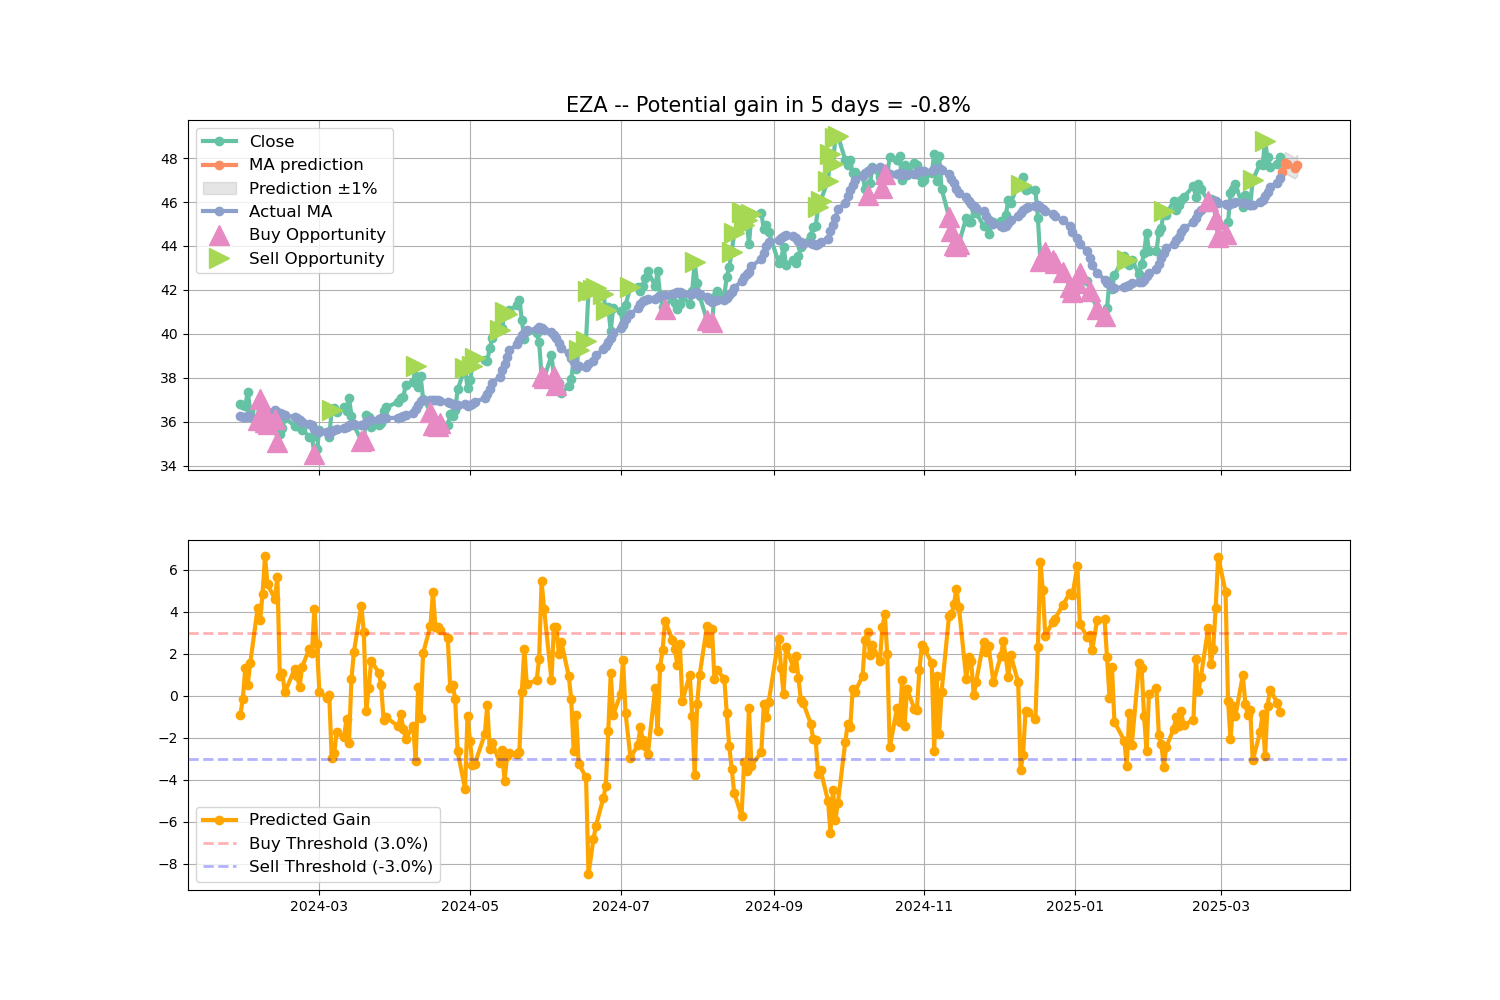 EZA -- Potential gain in 5 days = -0.8%
Close
MA prediction
Prediction ±1%
Actual MA
Buy Opportunity
Sell Opportunity
48
46
44
42
40
38
36
34
6
4
2
0
−2
−4
−6
−8
Predicted Gain
Buy Threshold (3.0%)
Sell Threshold (-3.0%)
2024-03 2024-05 2024-07 2024-09 2024-11 2025-01 2025-03